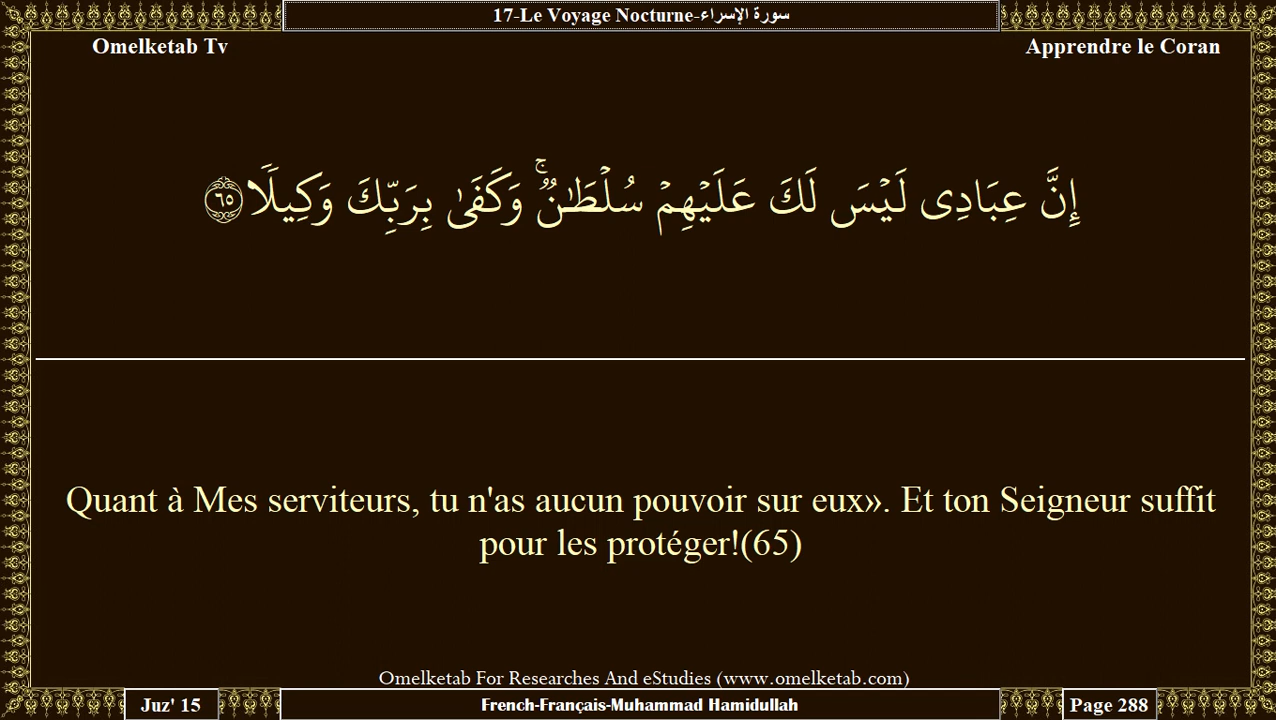 17-Le Voyage Nocturne-سورة الإسراء
Omelketab Tv
Apprendre le Coran
إِنَّ عِبَادِى لَيْسَ لَكَ عَلَيْهِمْ سُلْطَـٰنٌۭ ۚ وَكَفَىٰ بِرَبِّكَ وَكِيلًۭا ٦٥
Quant à Mes serviteurs, tu n'as aucun pouvoir sur eux». Et ton Seigneur suffit
pour les protéger!(65)
Omelketab For Researches And eStudies (www.omelketab.com)
Juz' 15
French-Français-Muhammad Hamidullah
Page 288